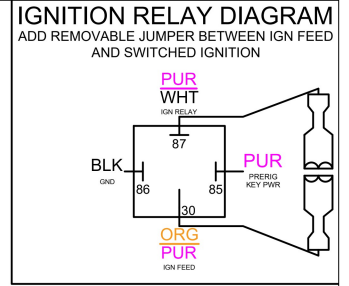 IGNITION RELAY DIAGRAM
ADD REMOVABLE JUMPER BETWEEN IGN FEED
AND SWITCHED IGNITION
PUR
WHT
IGN RELAY
87
BLK
GND
86
85
PUR
PRERIG
KEY PWR
30
ORG
PUR
IGN FEED